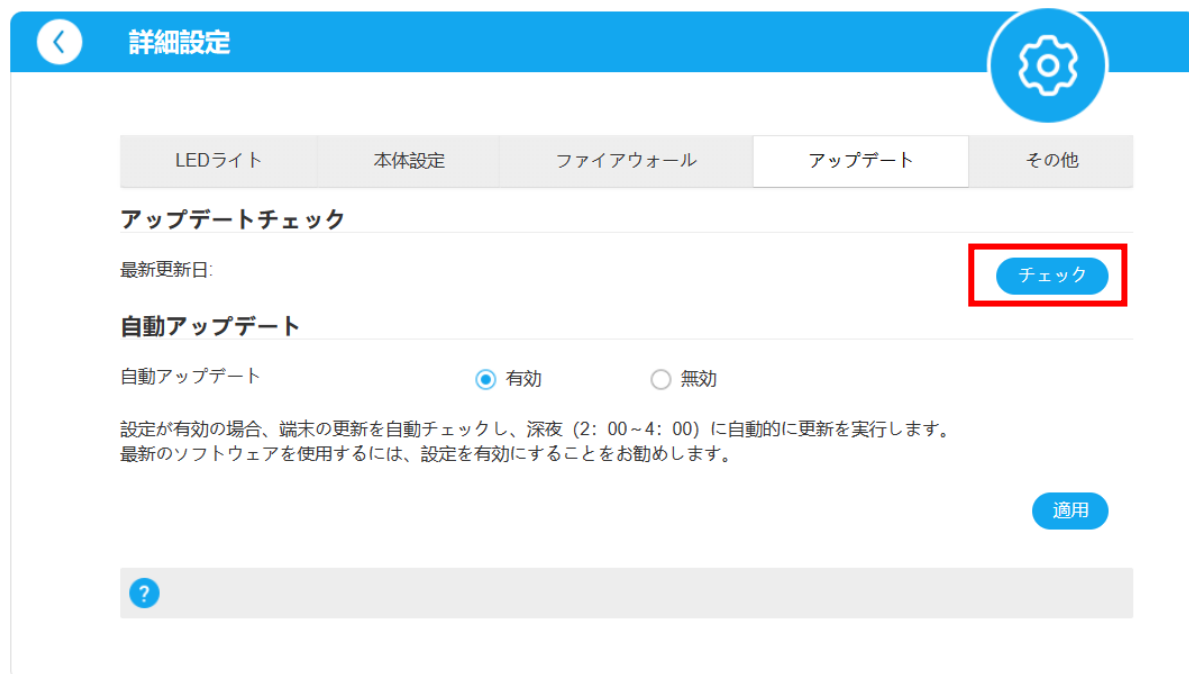 詳細設定
LEDライト 本体設定 ファイアウォール アップデート その他
アップデートチェック
最新更新日: チェック
自動アップデート
自動アップデート 有効 無効
設定が有効の場合、端末の更新を自動チェックし、深夜（2：00～4：00）に自動的に更新を実行します。
最新のソフトウェアを使用するには、設定を有効にすることをお勧めします。
適用
?